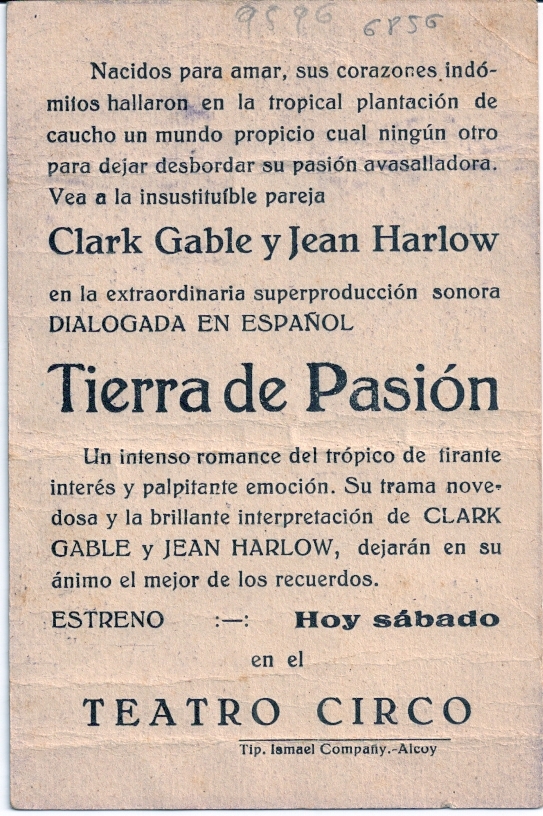 9596 6856
Nacidos para amar, sus corazones indó-
mitos hallaron en la tropical plantación de
caucho un mundo propicio cual ningún otro
para dejar desbordar su pasión avasalladora.
Vea a la insustituíble pareja
Clark Gable y Jean Harlow
en la extraordinaria superproducción sonora
DIALOGADA EN ESPAÑOL
Tierra de Pasión
Un intenso romance del trópico de tirante
interés y palpitante emoción. Su trama nove-
dosa y la brillante interpretación de CLARK
GABLE y JEAN HARLOW, dejarán en su
ánimo el mejor de los recuerdos.
ESTRENO :—: Hoy sábado
en el
TEATRO CIRCO
Tip. Ismael Company.-Alcoy